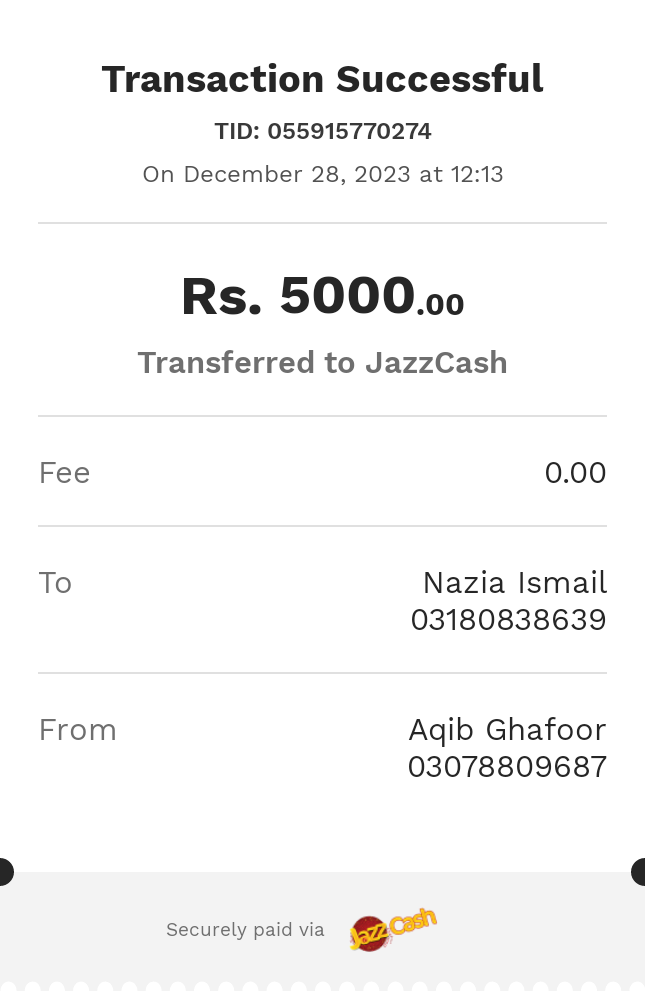 Transaction Successful
TID: 055915770274
On December 28, 2023 at 12:13
Rs. 5000.00
Transferred to JazzCash
Fee 0.00
To Nazia Ismail
03180838639
From Aqib Ghafoor
03078809687
Securely paid via JazzCash